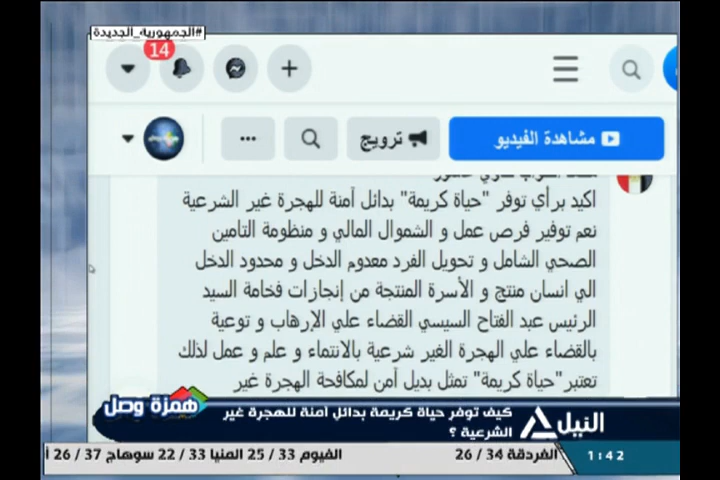 #الجمهورية_الجديدة
14
مشاهدة الفيديو
ترويج
اكيد برأي توفر "حياة كريمة" بدائل آمنة للهجرة غير الشرعية
نعم توفير فرص عمل و الشموال المالي و منظومة التامين
الصحي الشامل و تحويل الفرد معدوم الدخل و محدود الدخل
الي انسان منتج و الأسرة المنتجة من إنجازات فخامة السيد
الرئيس عبد الفتاح السيسي القضاء علي الإرهاب و توعية
بالقضاء علي الهجرة الغير شرعية بالانتماء و علم و عمل لذلك
تعتبر"حياة كريمة" تمثل بديل آمن لمكافحة الهجرة غير
همزة وصل
النيل
كيف توفر حياة كريمة بدائل آمنة للهجرة غير
الشرعية ؟
1:42
الغردقة 34 / 26
الفيوم 33 / 25 المنيا 33 / 22 سوهاج 37 / 26